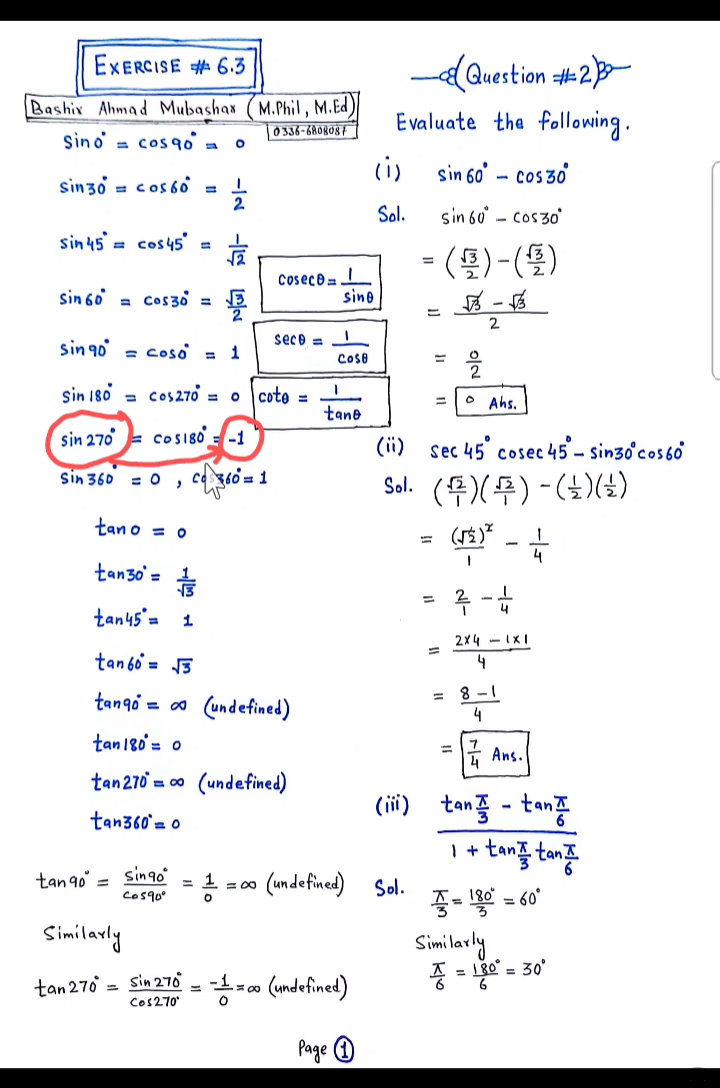 EXERCISE # 6.3
Bashir Ahmad Mubashar (M.Phil, M.Ed)
0336-6808087
sin0° = cos90° = 0
sin30° = cos60° = 1/2
sin45° = cos45° = 1/√2
sin60° = cos30° = √3/2
sin90° = cos0° = 1
sin180° = cos270° = 0
sin270° = cos180° = -1
sin360° = 0 , cos360° = 1
cosecθ = 1/sinθ
secθ = 1/cosθ
cotθ = 1/tanθ
tan0 = 0
tan30° = 1/√3
tan45° = 1
tan60° = √3
tan90° = ∞ (undefined)
tan180° = 0
tan270° = ∞ (undefined)
tan360° = 0
tan90° = sin90°/cos90° = 1/0 = ∞ (undefined)
Similarly
tan270° = sin270°/cos270° = -1/0 = ∞ (undefined)
Question #2
Evaluate the following.
(i) sin60° - cos30°
Sol. sin60° - cos30°
= (√3/2) - (√3/2)
= √3 - √3/2
= 0/2
= 0 Ans.
(ii) sec45° cosec45° - sin30° cos60°
Sol. (√2/1)(√2/1) - (1/2)(1/2)
= (√2)²/1 - 1/4
= 2/1 - 1/4
= 2×4 - 1×1/4
= 8-1/4
= 7/4 Ans.
(iii) tan π/3 - tan π/6 / 1 + tan π/3 tan π/6
Sol. π/3 = 180°/3 = 60°
Similarly
π/6 = 180°/6 = 30°
Page 1